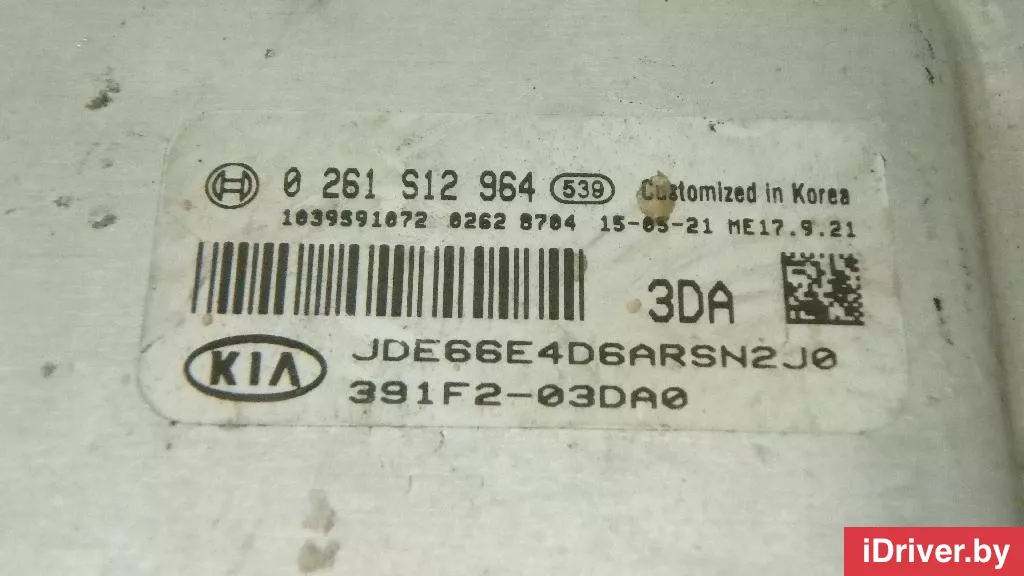 0 261 S12 964 539 Customized in Korea
1039S91072 0262 8704 15-05-21 ME17.9.21
3DA
KIA JDE66E4D6ARSN2J0
391F2-03DA0
iDriver.by